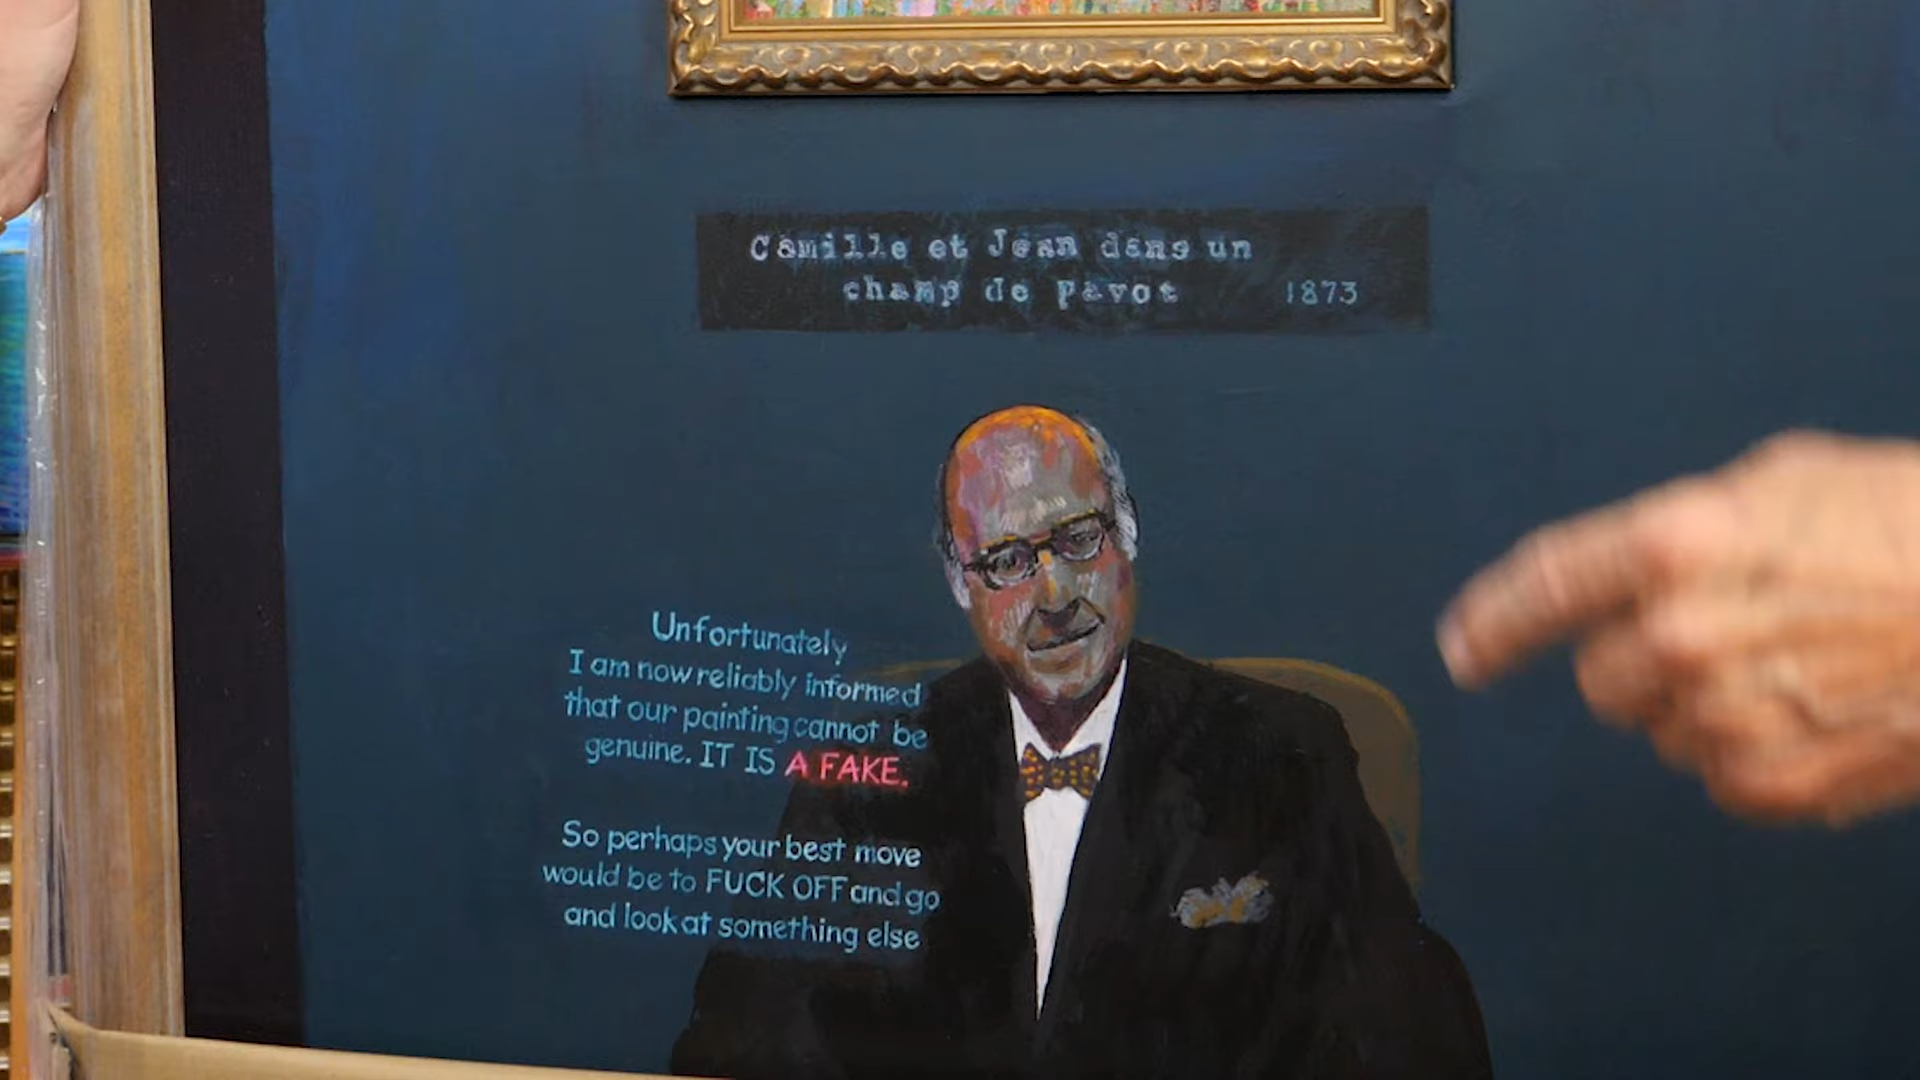 Camille et Jean dans un
champ de Pavot 1873
Unfortunately
I am now reliably informed
that our painting cannot be
genuine. IT IS A FAKE.
So perhaps your best move
would be to FUCK OFF and go
and look at something else